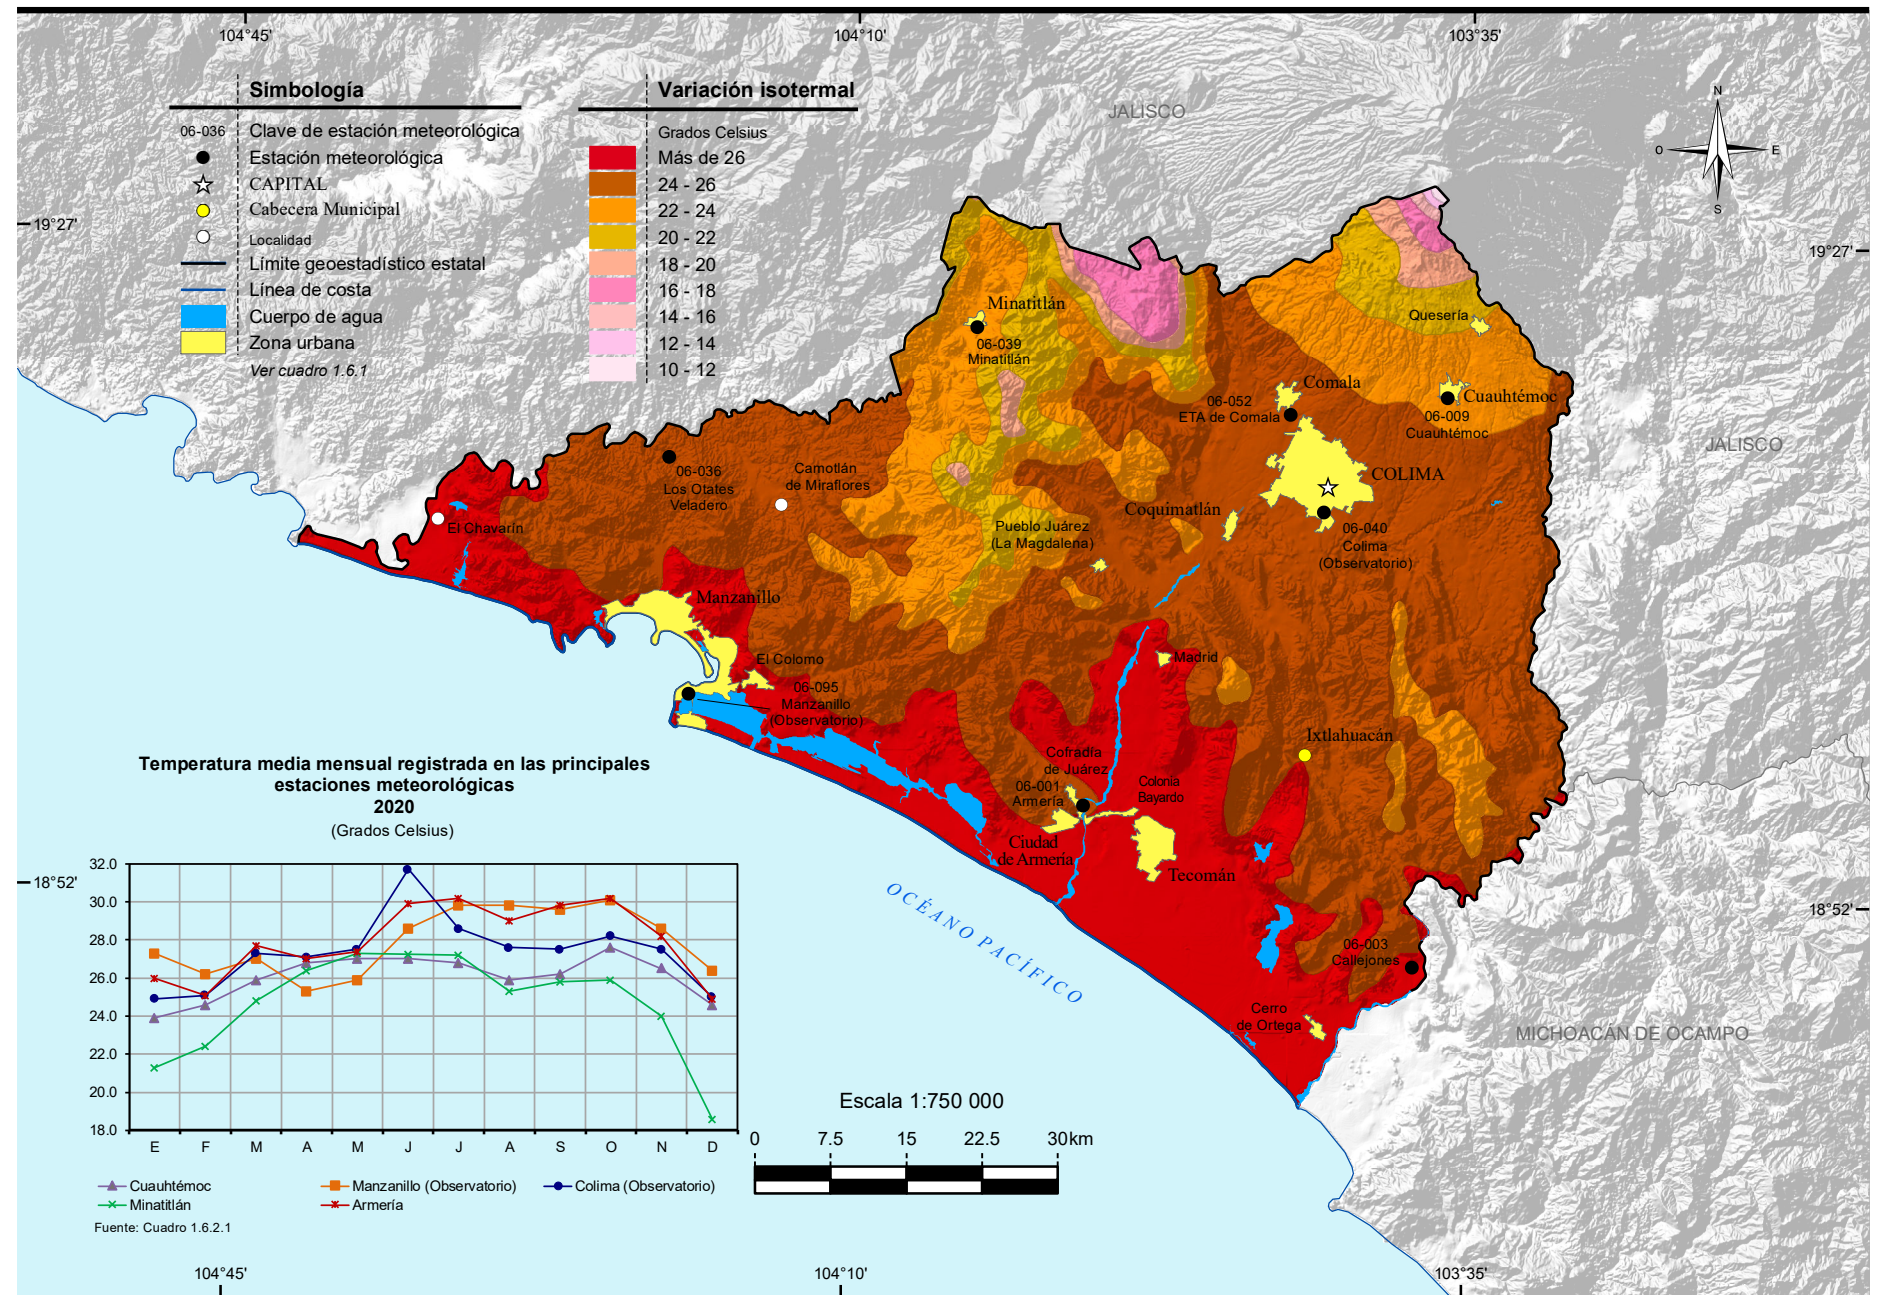 104°45'
104°10'
103°35'
Simbología
06-036 Clave de estación meteorológica
Estación meteorológica
CAPITAL
Cabecera Municipal
Localidad
Límite geoestadístico estatal
Línea de costa
Cuerpo de agua
Zona urbana
Ver cuadro 1.6.1
Variación isotermal
Grados Celsius
Más de 26
24 - 26
22 - 24
20 - 22
18 - 20
16 - 18
14 - 16
12 - 14
10 - 12
JALISCO
N
O
E
S
19°27'
19°27'
Minatitlán
06-039
Minatitlán
Quesería
Comala
06-052
ETA de Comala
Cuauhtémoc
06-009
Cuauhtémoc
JALISCO
06-036
Los Otates
Veladero
Camotlán
de Miraflores
COLIMA
Coquimatlán
El Chavarín
Pueblo Juárez
(La Magdalena)
06-040
Colima
(Observatorio)
Manzanillo
El Colomo
Madrid
06-095
Manzanillo
(Observatorio)
Ixtlahuacán
Cofradía
de Juárez
06-001
Armería
Colonia
Bayardo
Ciudad
de Armería
Tecomán
18°52'
18°52'
OCÉANO PACÍFICO
06-003
Callejones
Cerro
de Ortega
MICHOACÁN DE OCAMPO
Temperatura media mensual registrada en las principales
estaciones meteorológicas
2020
(Grados Celsius)
32.0
30.0
28.0
26.0
24.0
22.0
20.0
18.0
E F M A M J J A S O N D
Cuauhtémoc Manzanillo (Observatorio) Colima (Observatorio)
Minatitlán Armería
Fuente: Cuadro 1.6.2.1
Escala 1:750 000
0 7.5 15 22.5 30km
104°45'
104°10'
103°35'